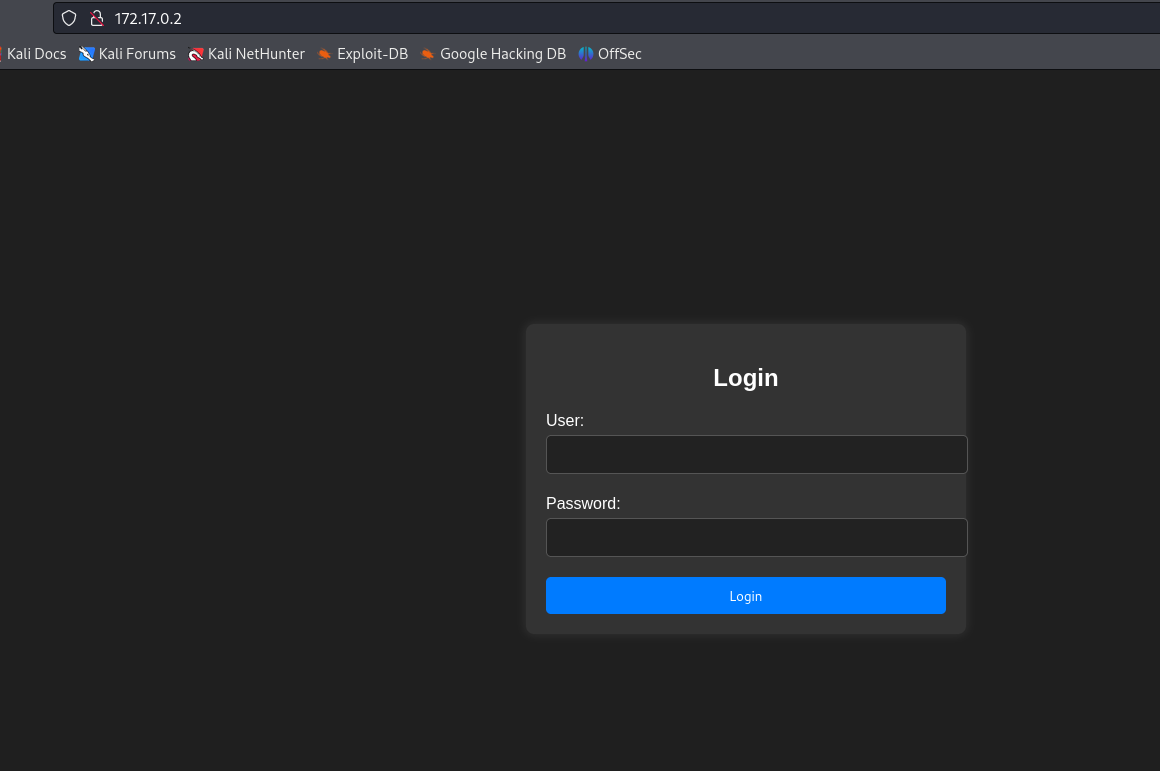 172.17.0.2
Kali Docs Kali Forums Kali NetHunter Exploit-DB Google Hacking DB OffSec
Login
User:
Password:
Login